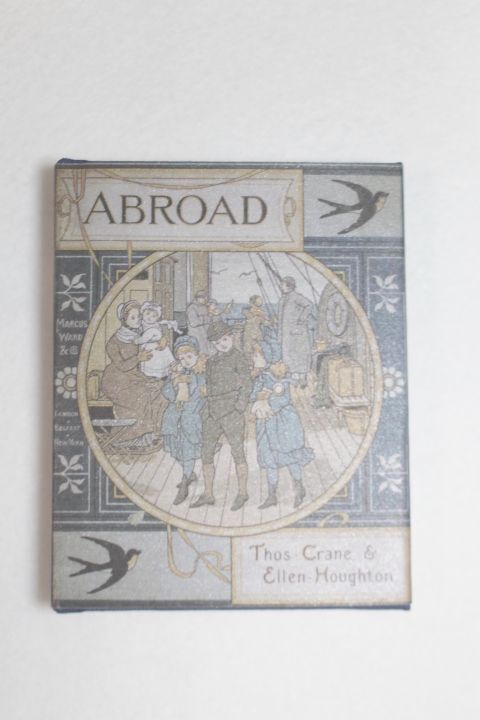 ABROAD
MARCUS
WARD
& Co
LONDON
BELFAST
& NEW YORK
Thos Crane &
Ellen Houghton